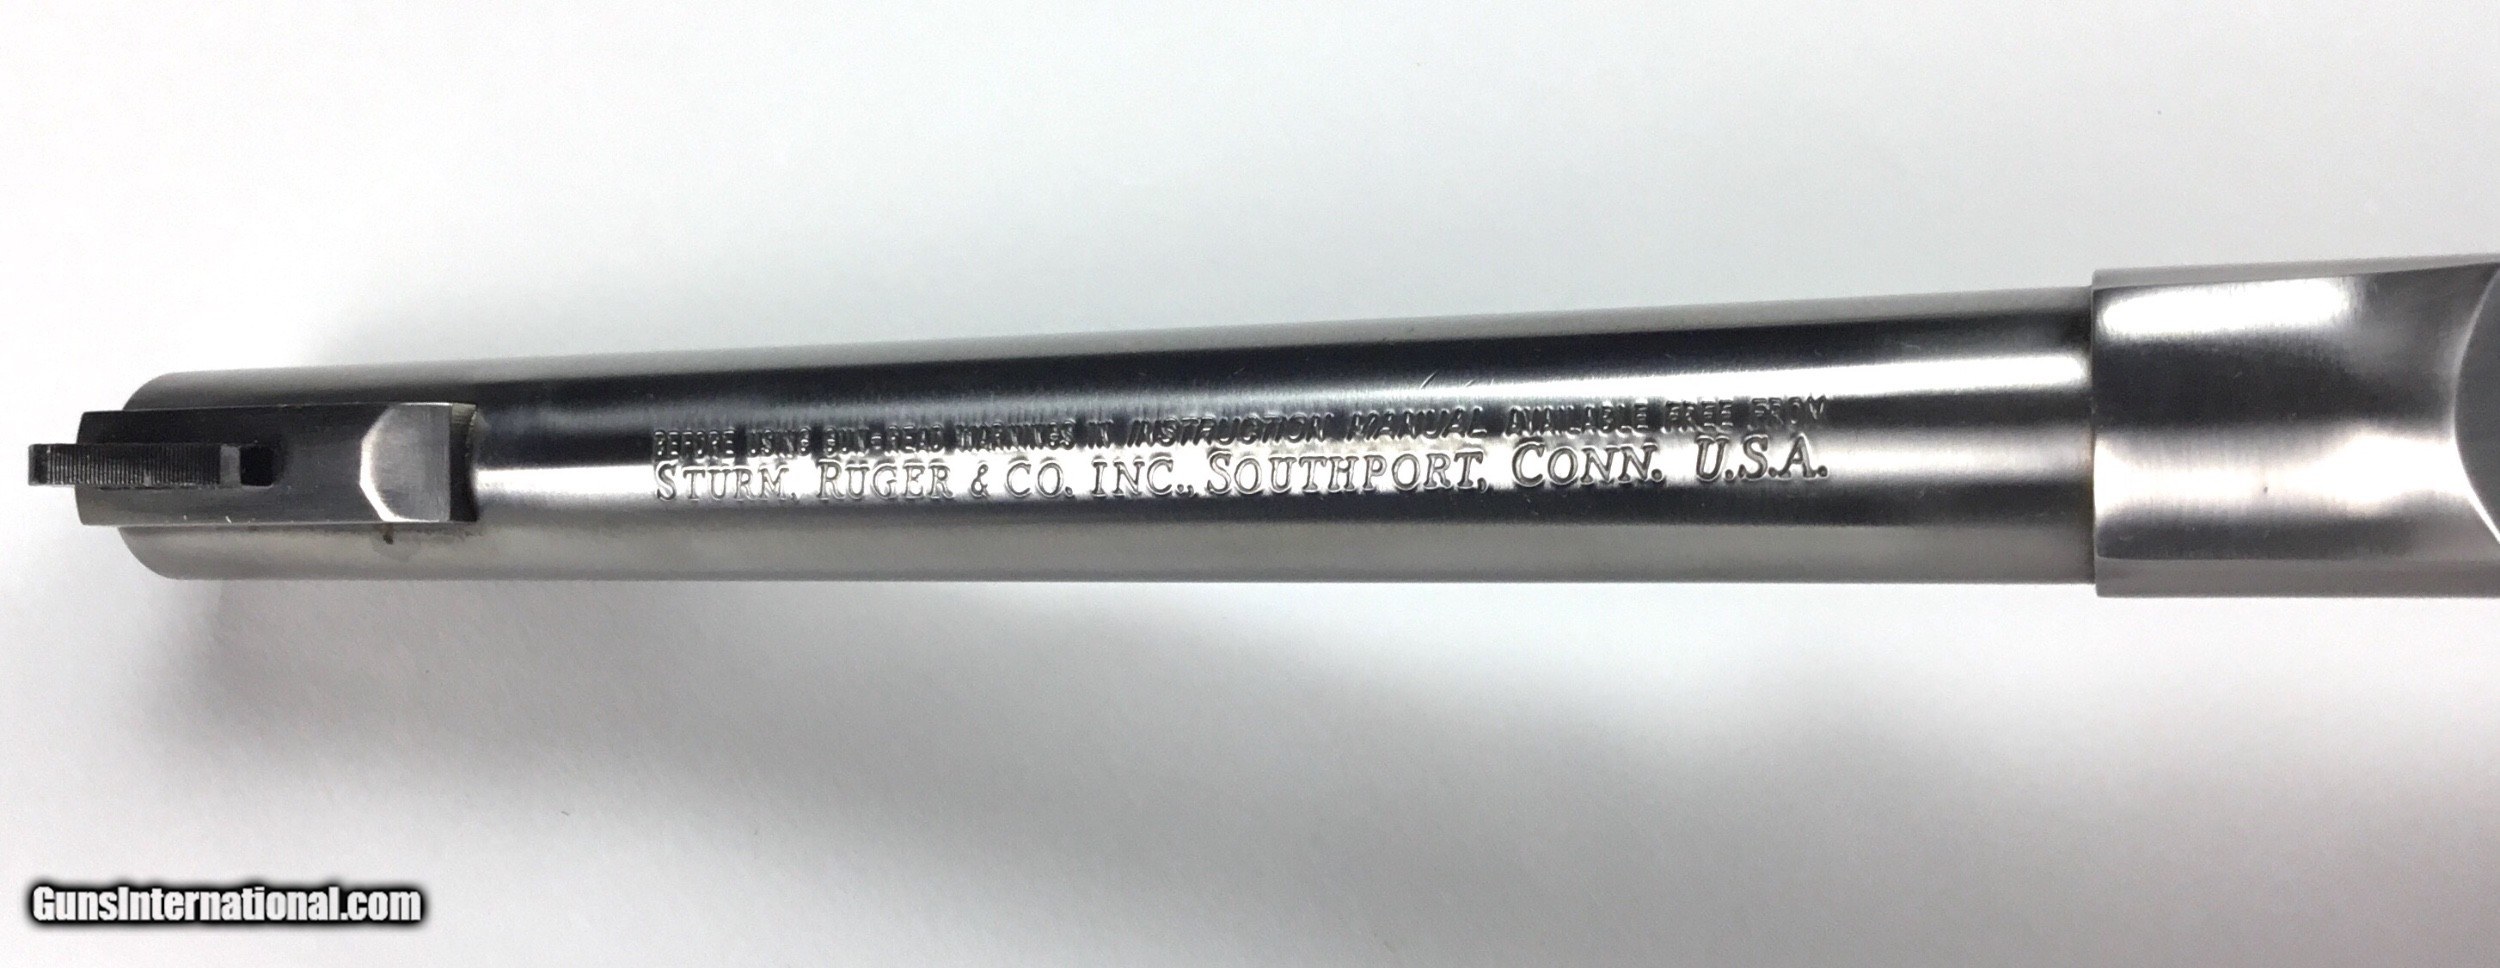 BEFORE USING GUN-READ WARNINGS IN INSTRUCTION MANUAL AVAILABLE FREE FROM
STURM, RUGER & CO. INC., SOUTHPORT, CONN. U.S.A.
GunsInternational.com